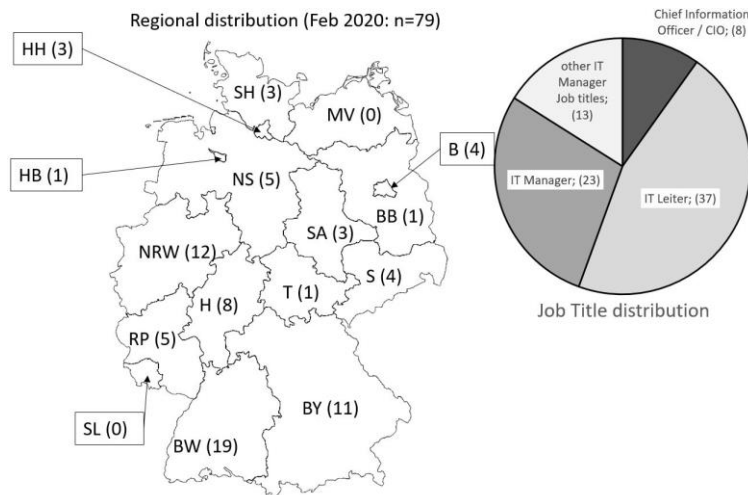 Regional distribution (Feb 2020: n=79)
HH (3)
SH (3)
MV (0)
HB (1)
B (4)
NS (5)
BB (1)
SA (3)
NRW (12)
S (4)
H (8)
T (1)
RP (5)
SL (0)
BY (11)
BW (19)
Chief Information
Officer / CIO; (8)
other IT
Manager
Job titles;
(13)
IT Manager; (23)
IT Leiter; (37)
Job Title distribution